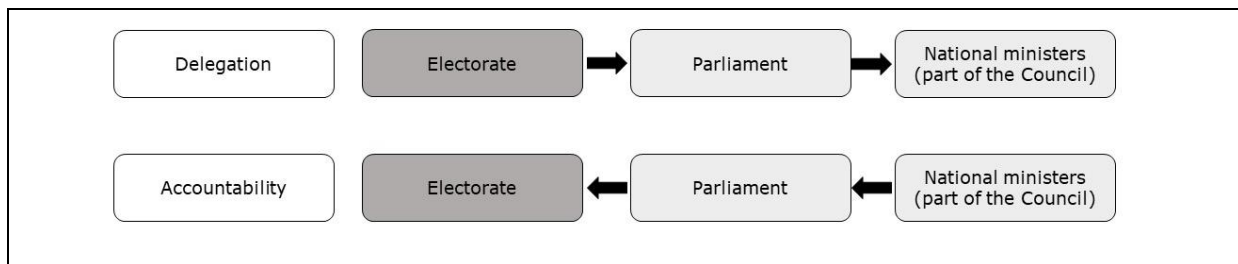 Delegation
Electorate
Parliament
National ministers
(part of the Council)
Accountability
Electorate
Parliament
National ministers
(part of the Council)